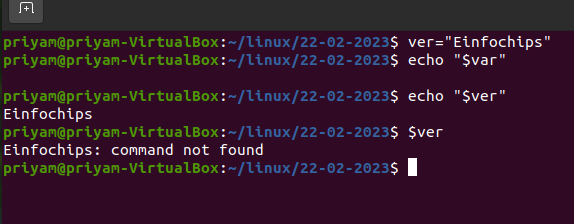 priyam@priyam-VirtualBox:~/linux/22-02-2023$ ver="Einfochips"
priyam@priyam-VirtualBox:~/linux/22-02-2023$ echo "$var"

priyam@priyam-VirtualBox:~/linux/22-02-2023$ echo "$ver"
Einfochips
priyam@priyam-VirtualBox:~/linux/22-02-2023$ $ver
Einfochips: command not found
priyam@priyam-VirtualBox:~/linux/22-02-2023$